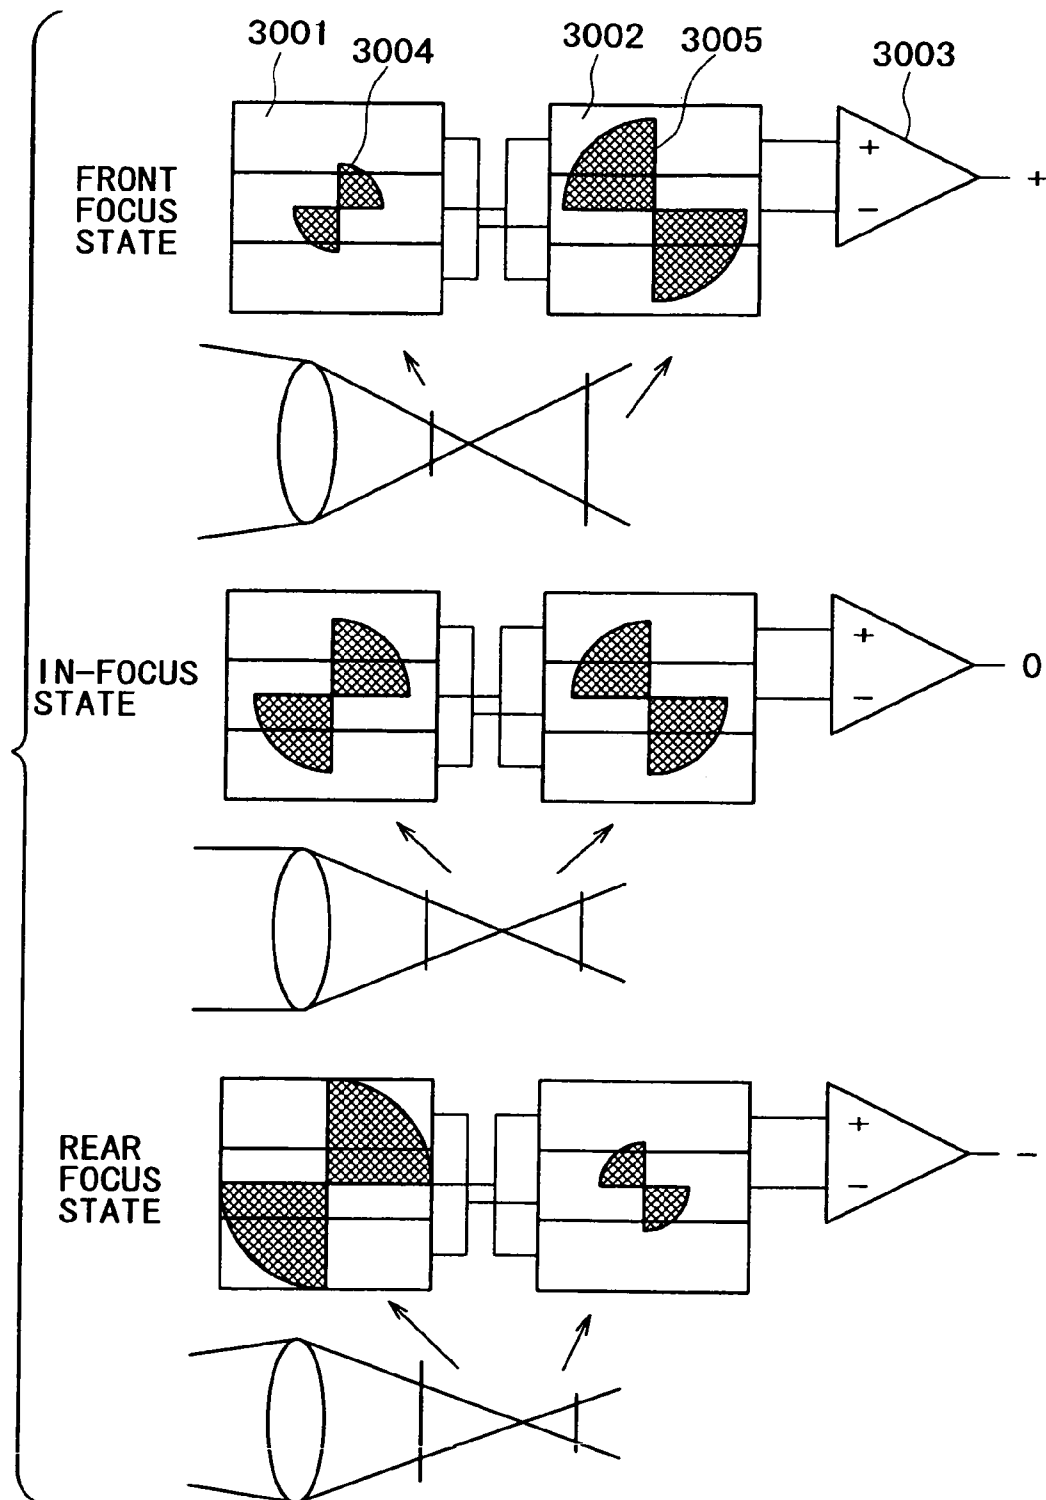 3001
3004
3002
3005
3003
FRONT
FOCUS
STATE
+
−
+
IN-FOCUS
STATE
+
−
0
REAR
FOCUS
STATE
+
−
−